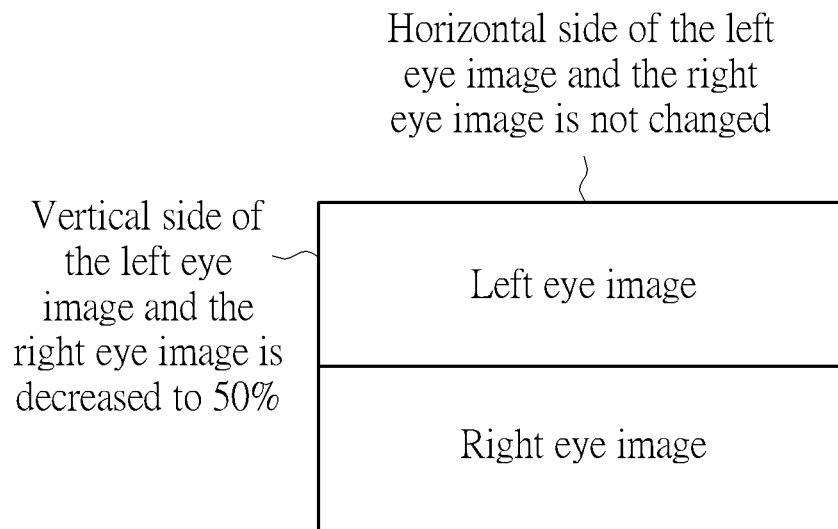 Horizontal side of the left
eye image and the right
eye image is not changed
Vertical side of
the left eye
image and the
right eye image is
decreased to 50%
Left eye image
Right eye image